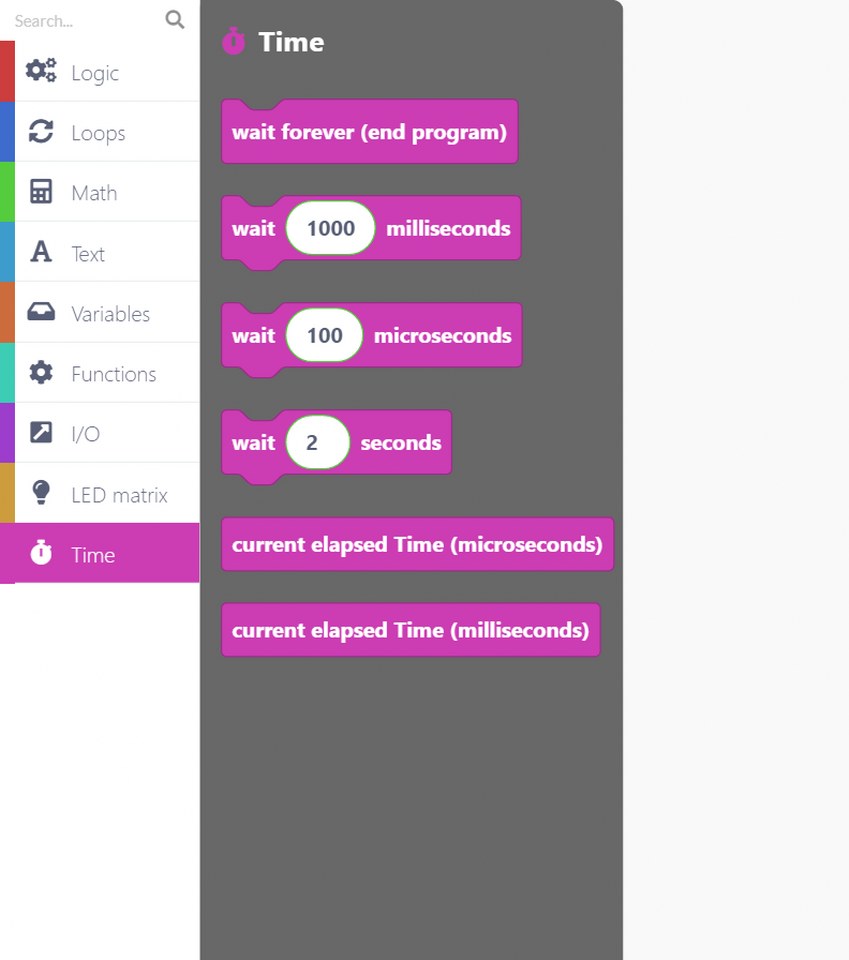 Search...
Logic
Loops
Math
Text
Variables
Functions
I/O
LED matrix
Time
Time
wait forever (end program)
wait 1000 milliseconds
wait 100 microseconds
wait 2 seconds
current elapsed Time (microseconds)
current elapsed Time (milliseconds)